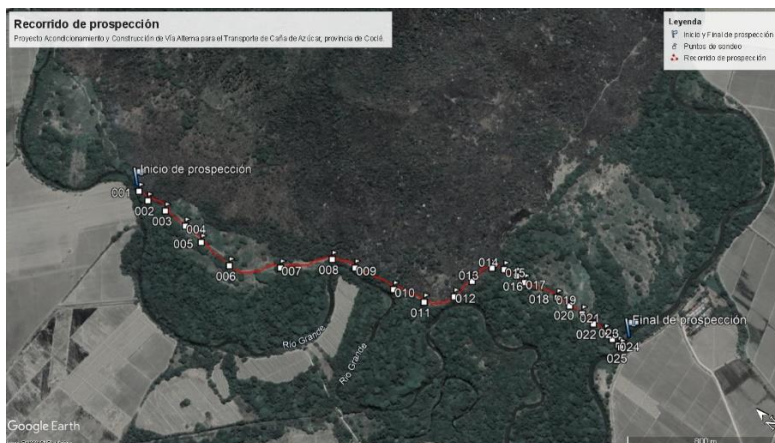 Recorrido de prospección
Proyecto Acondicionamiento y Construcción de Vía Alterna para el Transporte de Caña de Azúcar, provincia de Coclé.
Leyenda
Inicio y Final de prospección
Puntos de sondeo
Recorrido de prospección
Inicio de prospección
001
002
003
004
005
006
007
008
009
010
011
012
013
014
015
016
017
018
019
020
021
022
023
Final de prospección
024
025
Río Grande
Río Grande
Google Earth
800 m